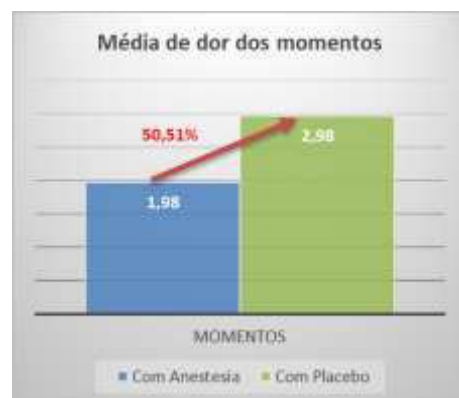 Média de dor dos momentos
50,51%
2,98
1,98
MOMENTOS
Com Anestesia Com Placebo